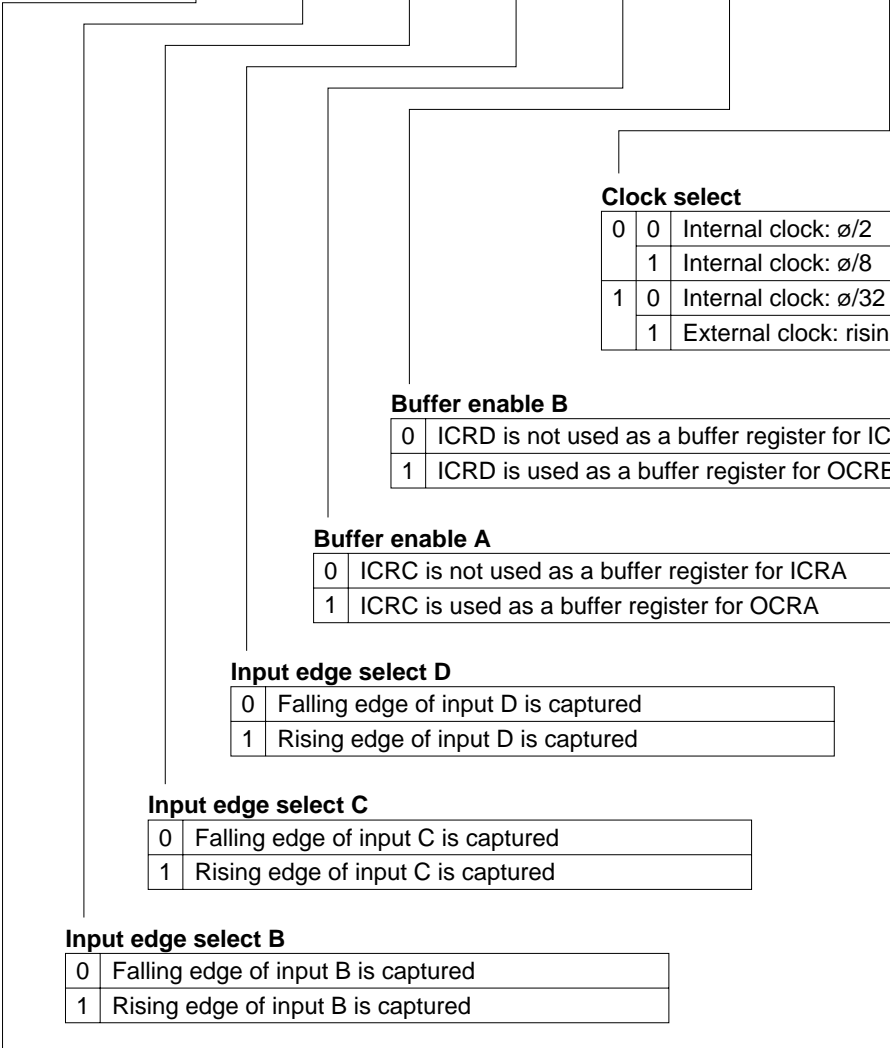 Clock select
0 0 Internal clock: ø/2
1 Internal clock: ø/8
1 0 Internal clock: ø/32
1 External clock:
Buffer enable B
0 ICRD is not used as a buffer register for
1 ICRD is used as a buffer register for
Buffer enable A
0 ICRC is not used as a buffer register for ICRA
1 ICRC is used as a buffer register for OCRA
Input edge select D
0 Falling edge of input D is captured
1 Rising edge of input D is captured
Input edge select C
0 Falling edge of input C is captured
1 Rising edge of input C is captured
Input edge select B
0 Falling edge of input B is captured
1 Rising edge of input B is captured